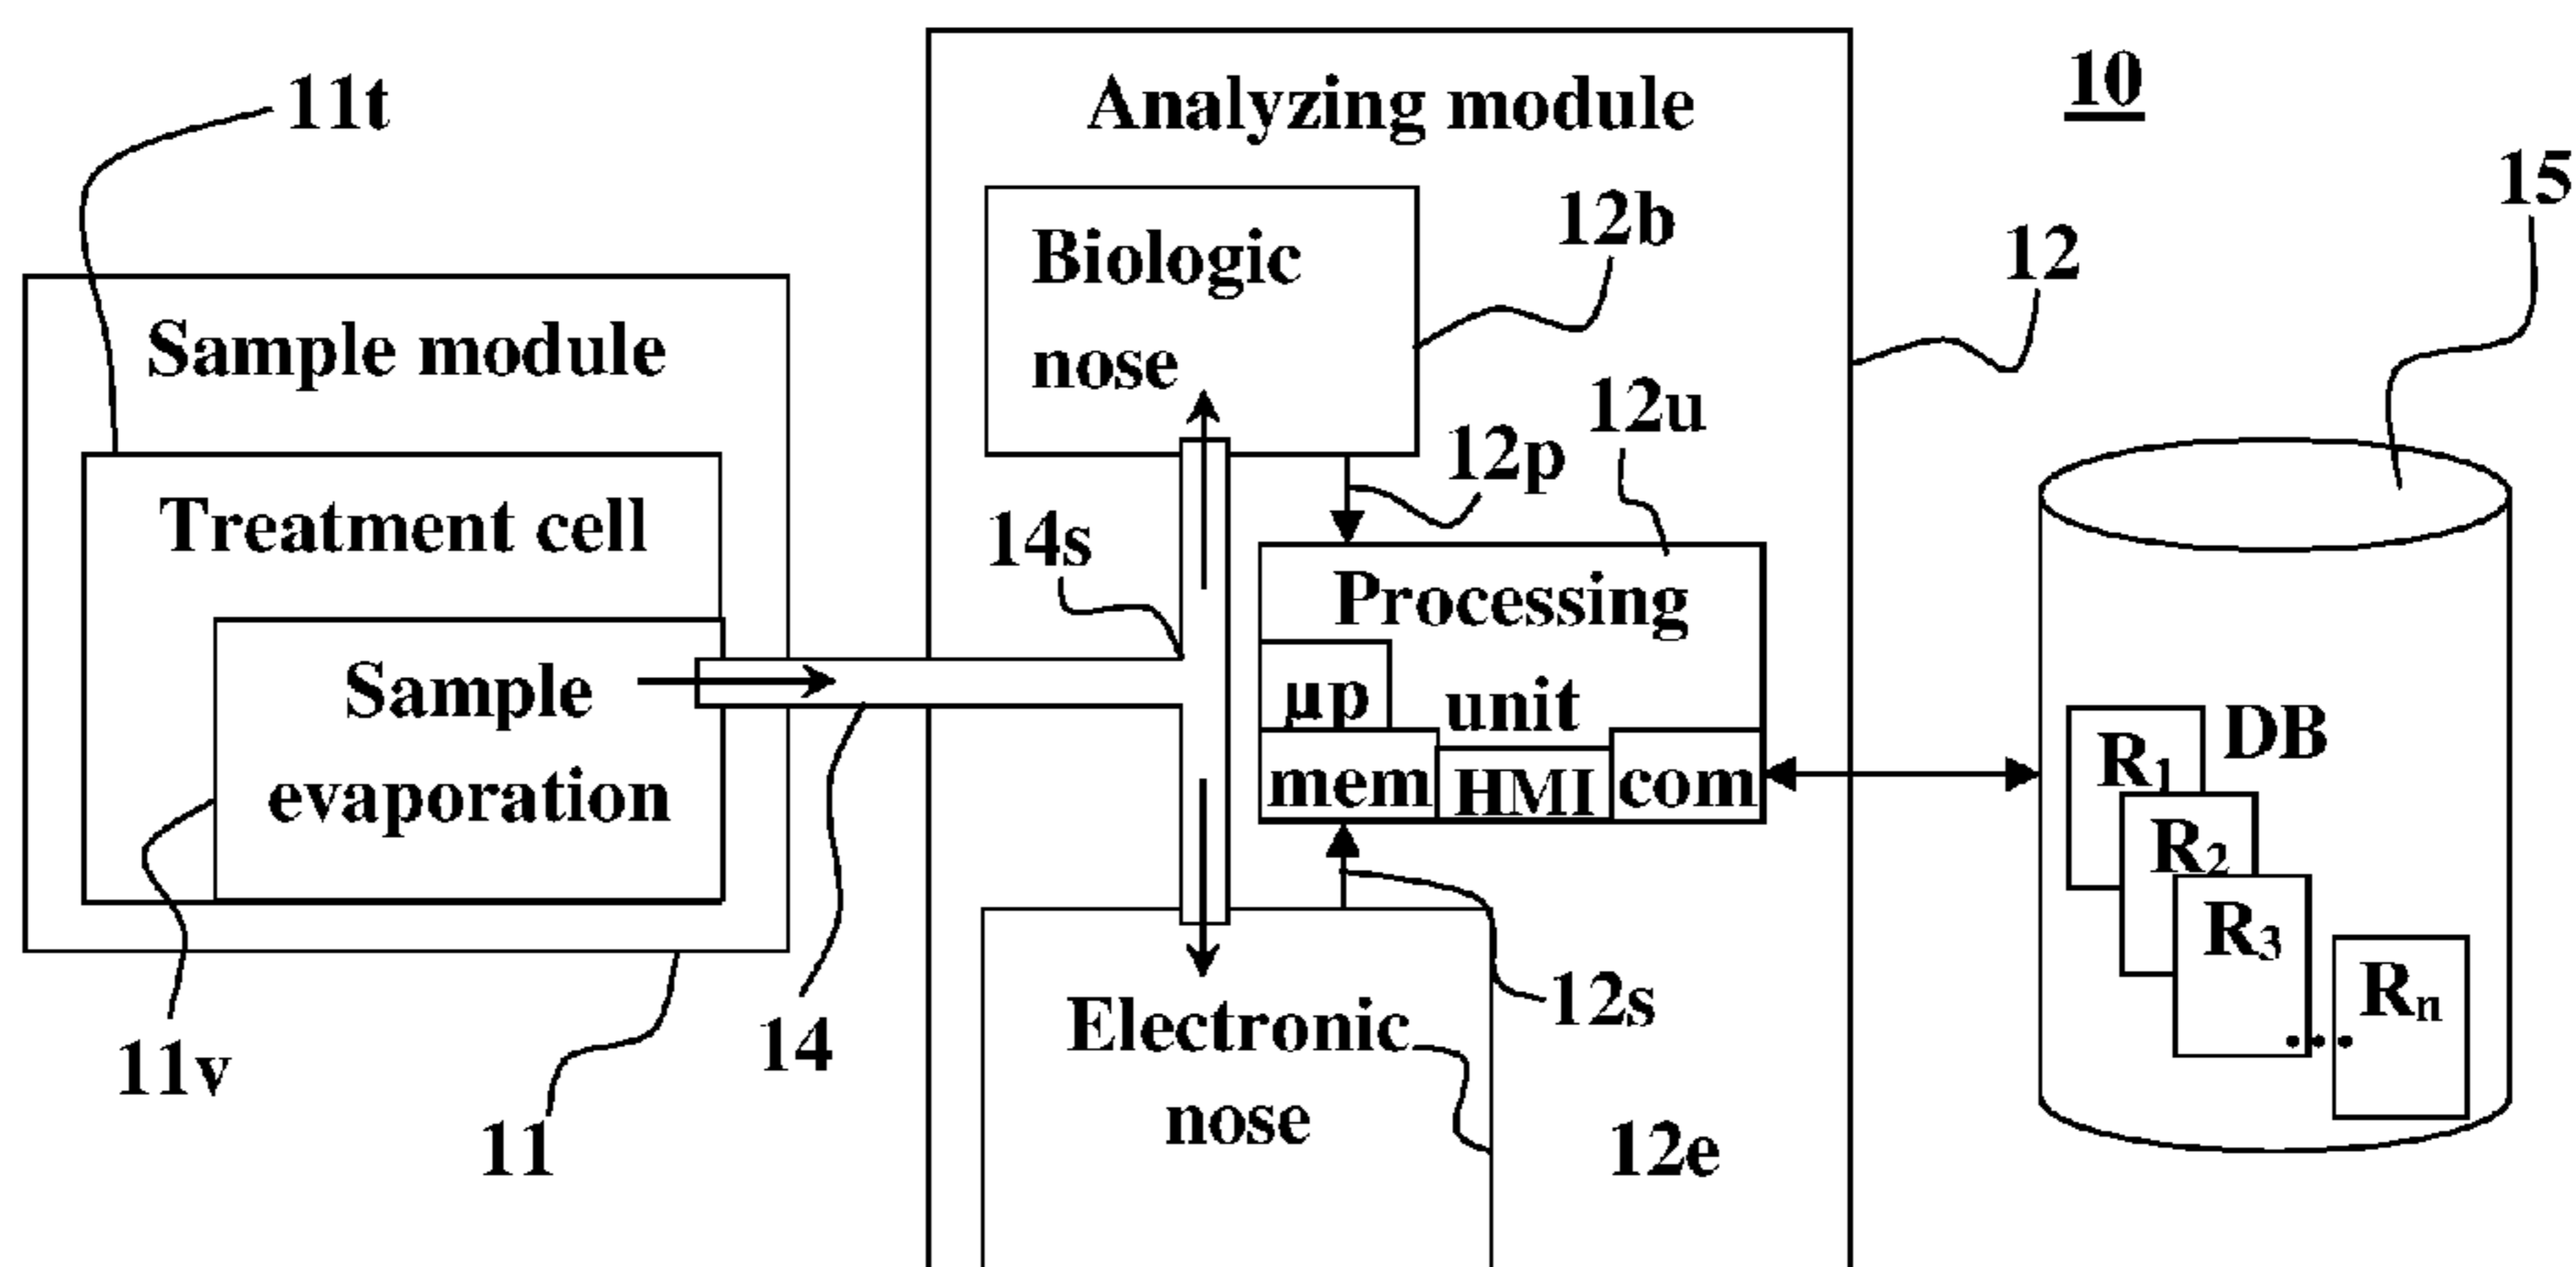 10
11t
Analyzing module
15
12b
12
Biologic
nose
Sample module
12u
12p
Treatment cell
14s
Processing
unit
μp
mem
HMI
com
Sample
evaporation
DB
R1
R2
R3
...
Rn
12s
Electronic
nose
14
11v
11
12e